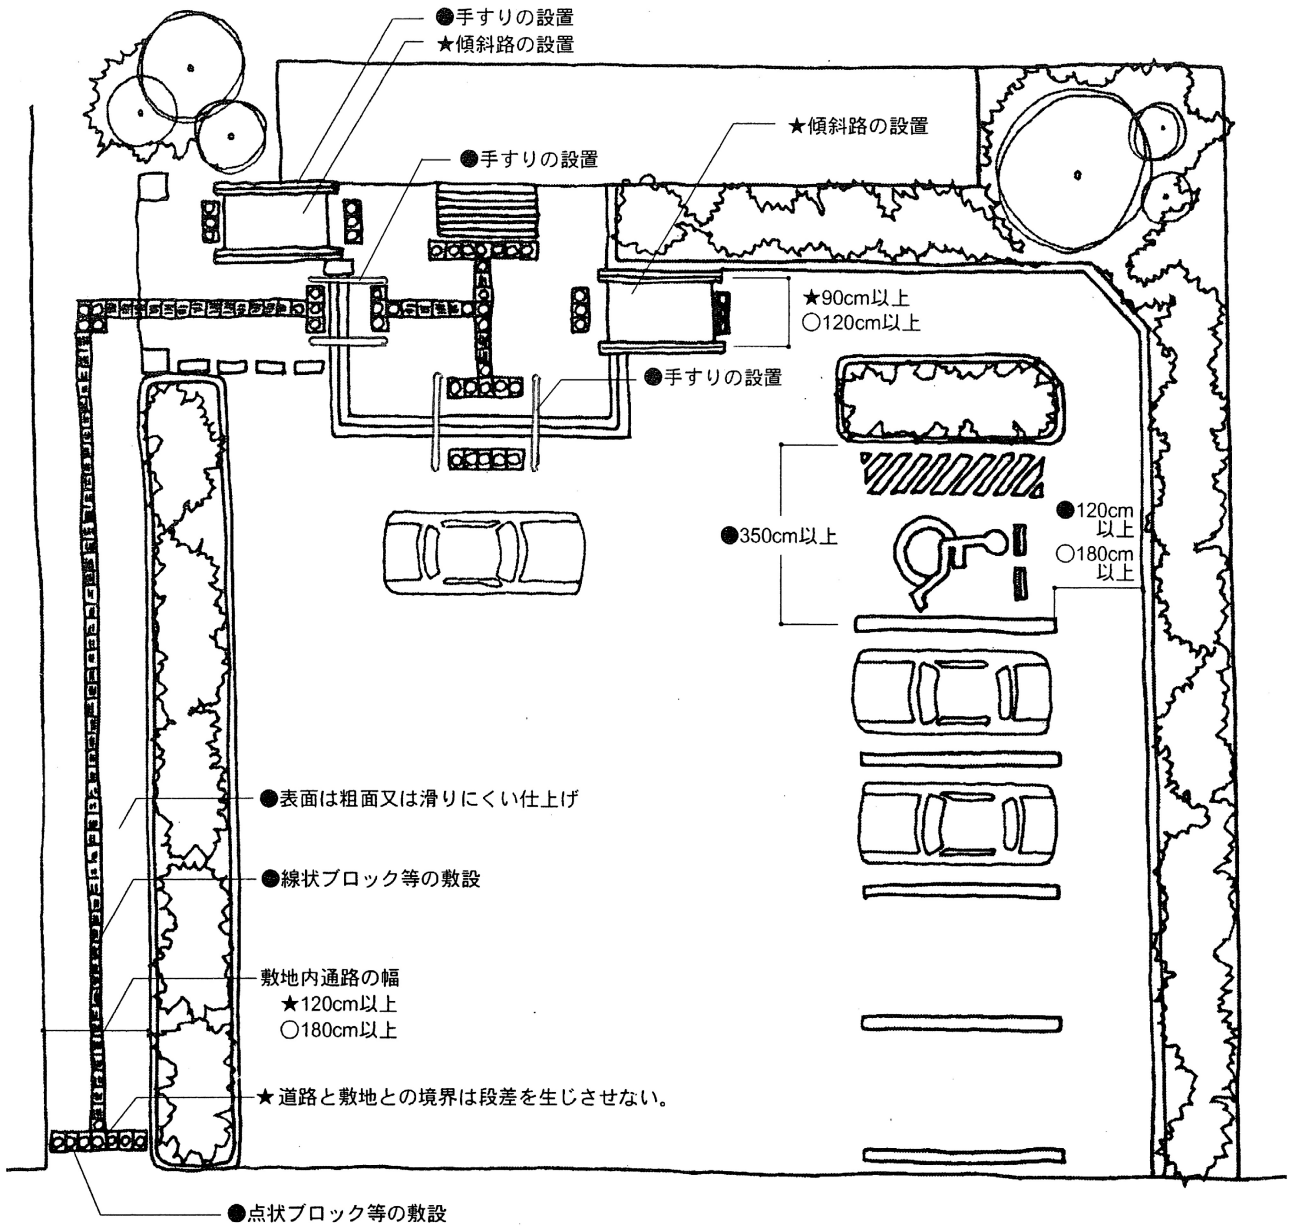 ●手すりの設置
★傾斜路の設置
★傾斜路の設置
●手すりの設置
★90cm以上
○120cm以上
●手すりの設置
●120cm
以上
●350cm以上
○180cm
以上
●表面は粗面又は滑りにくい仕上げ
●線状ブロック等の敷設
敷地内通路の幅
★120cm以上
○180cm以上
★道路と敷地との境界は段差を生じさせない。
●点状ブロック等の敷設